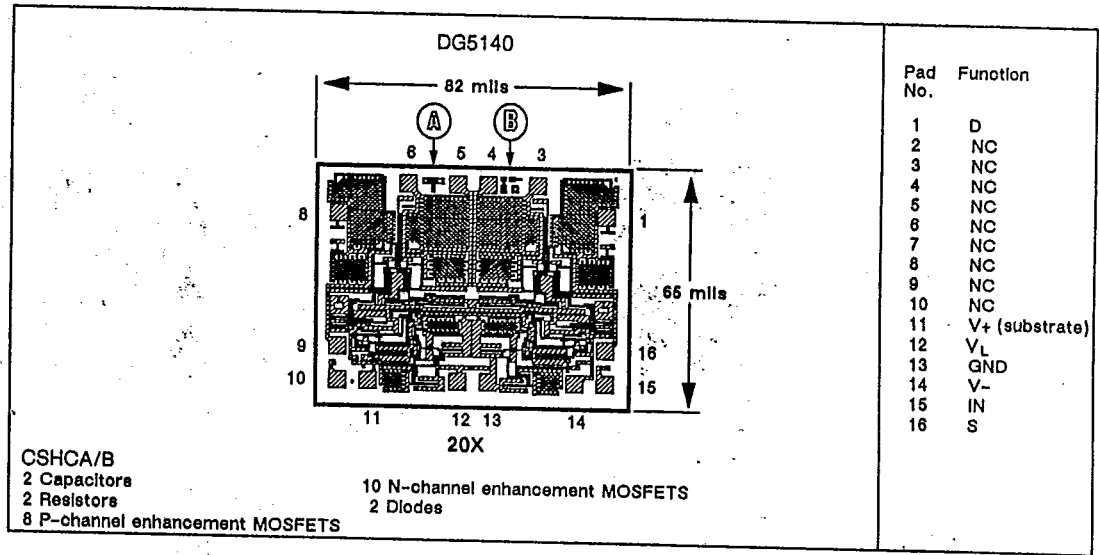 DG5140
82 mils
A B
6 5 4 3
8 1
65 mils
9 16
10 15
11 12 13 14
20X
CSHCA/B
2 Capacitors
2 Resistors
8 P-channel enhancement MOSFETS
10 N-channel enhancement MOSFETS
2 Diodes
Pad No. Function
1 D
2 NC
3 NC
4 NC
5 NC
6 NC
7 NC
8 NC
9 NC
10 NC
11 V+ (substrate)
12 VL
13 GND
14 V-
15 IN
16 S